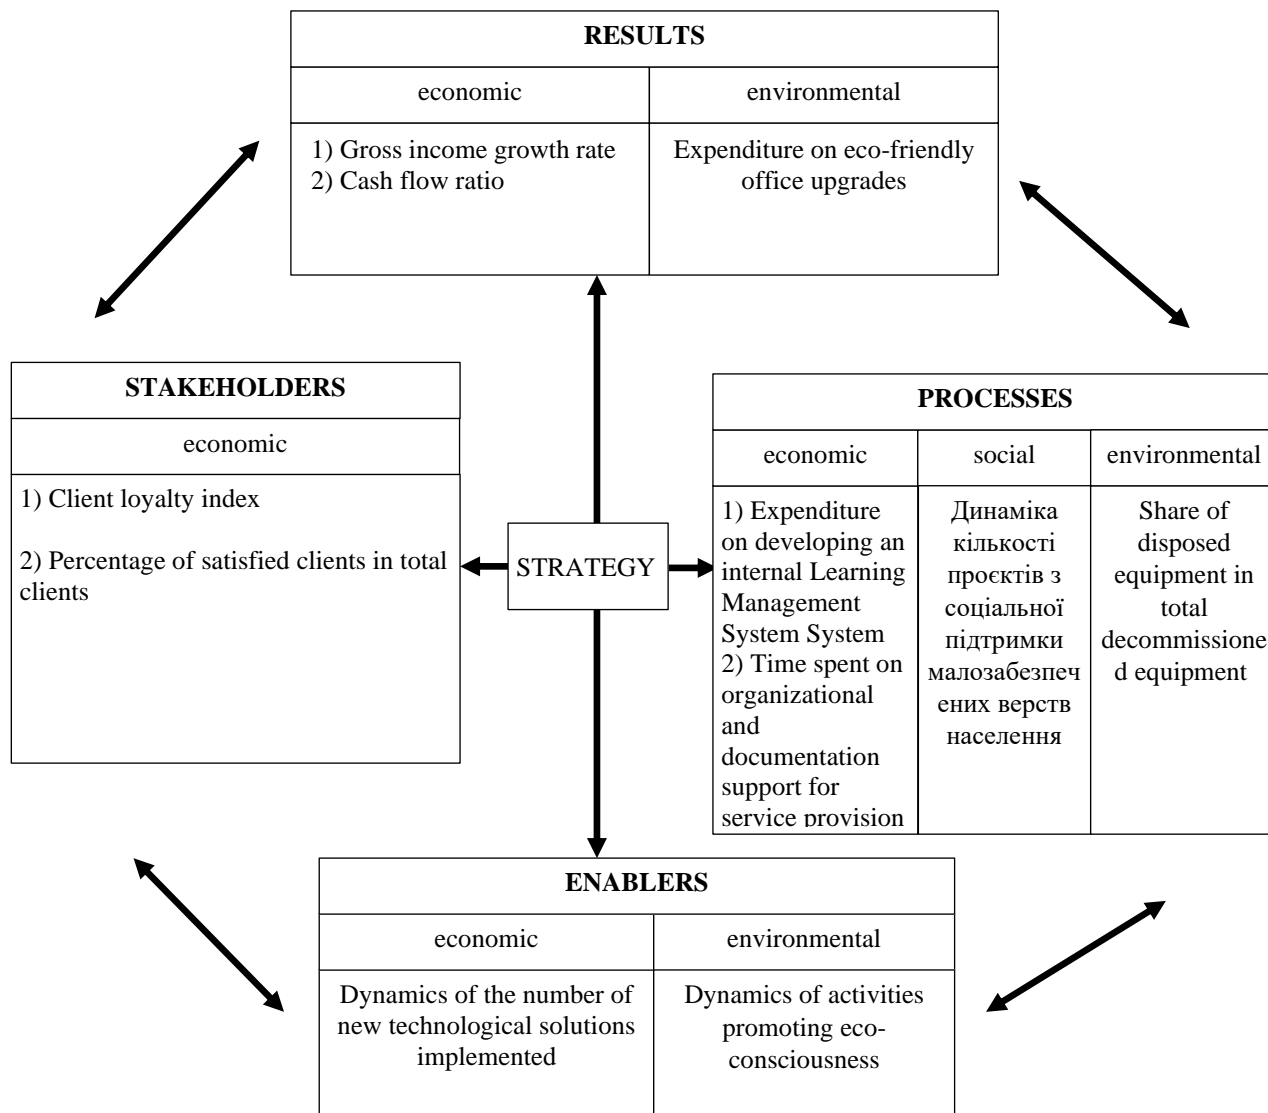 RESULTS
economic
environmental
1) Gross income growth rate
2) Cash flow ratio
Expenditure on eco-friendly
office upgrades
STAKEHOLDERS
economic
1) Client loyalty index
2) Percentage of satisfied clients in total
clients
STRATEGY
PROCESSES
economic
social
environmental
1) Expenditure
on developing an
internal Learning
Management
System System
2) Time spent on
organizational
and
documentation
support for
service provision
Динаміка
кількості
проєктів з
соціальної
підтримки
малозабезпеч
ених верств
населення
Share of
disposed
equipment in
total
decommissione
d equipment
ENABLERS
economic
environmental
Dynamics of the number of
new technological solutions
implemented
Dynamics of activities
promoting eco-
consciousness